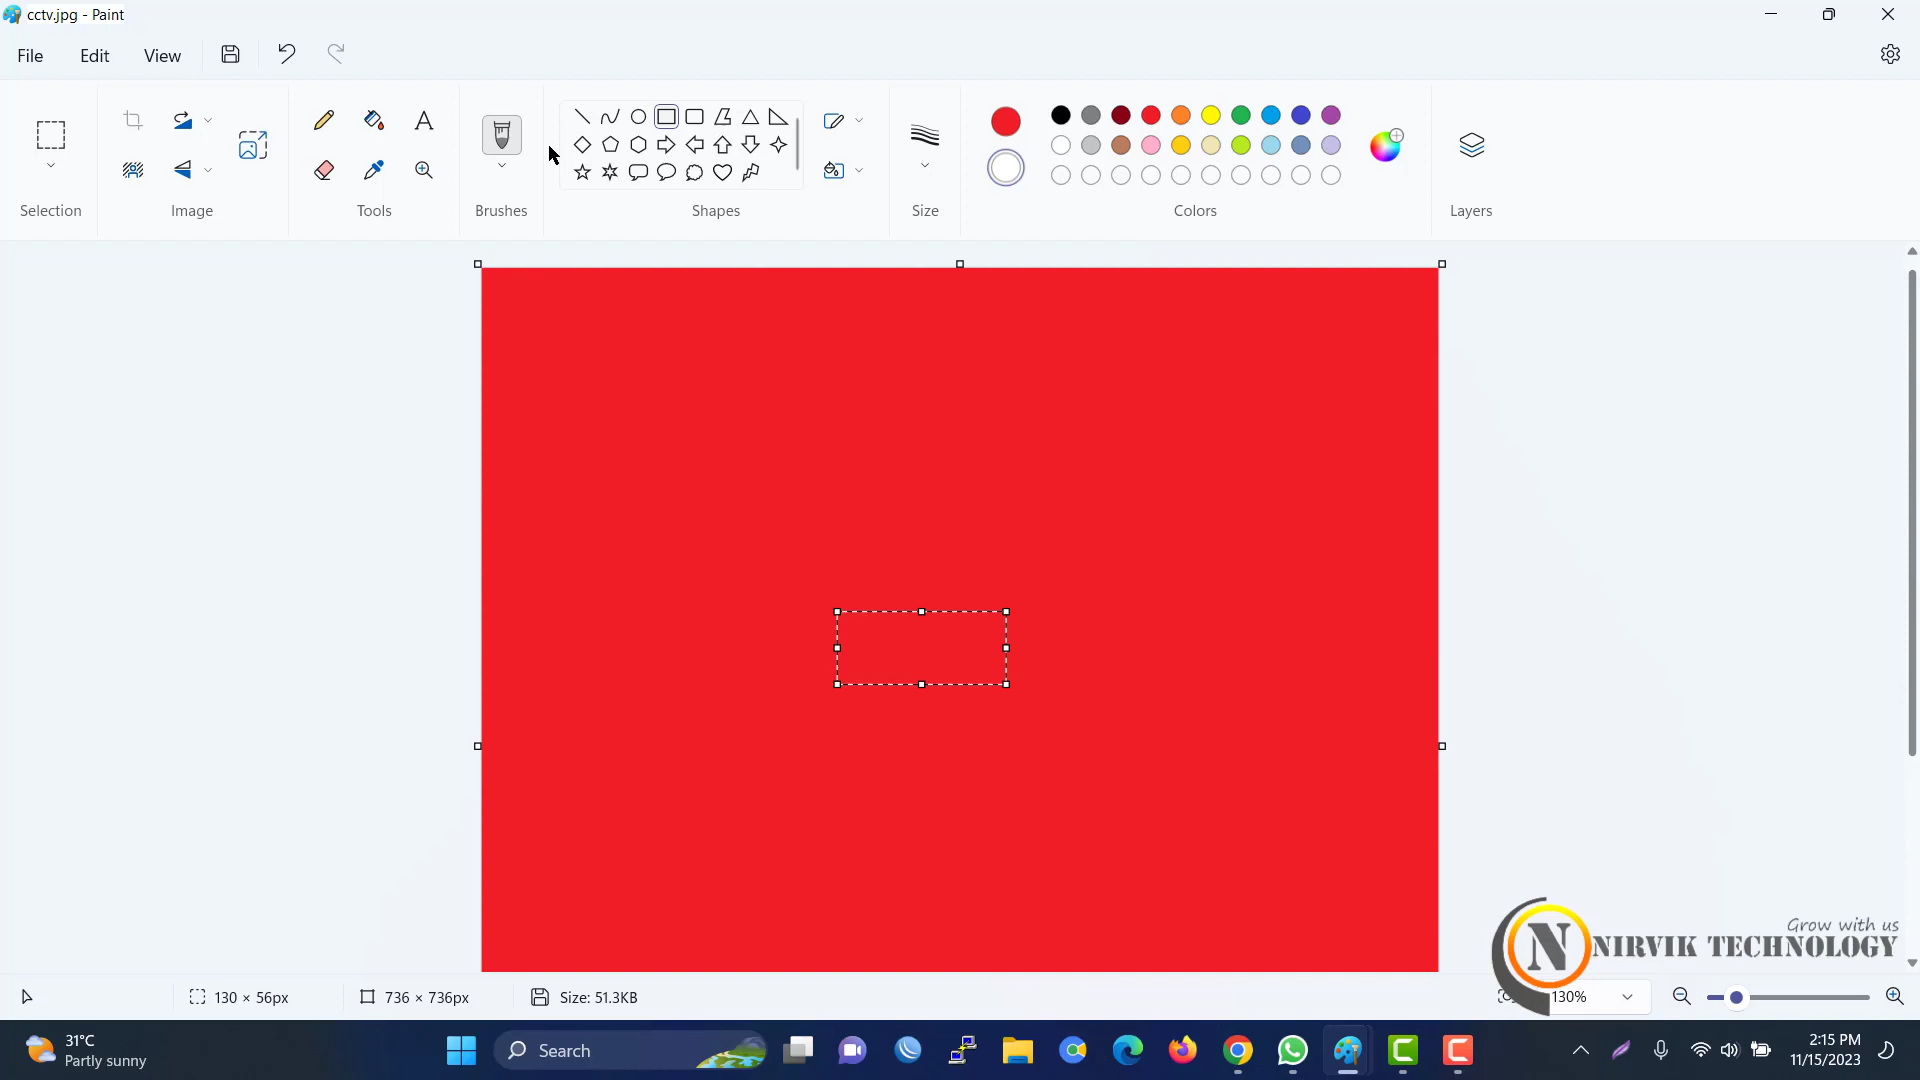 cctv.jpg - Paint
File Edit View
Selection Image Tools Brushes Shapes Size Colors Layers
Grow with us
NIRVIK TECHNOLOGY
130 × 56px 736 × 736px Size: 51.3KB 130%
31°C
Partly sunny
Search
2:15 PM
11/15/2023